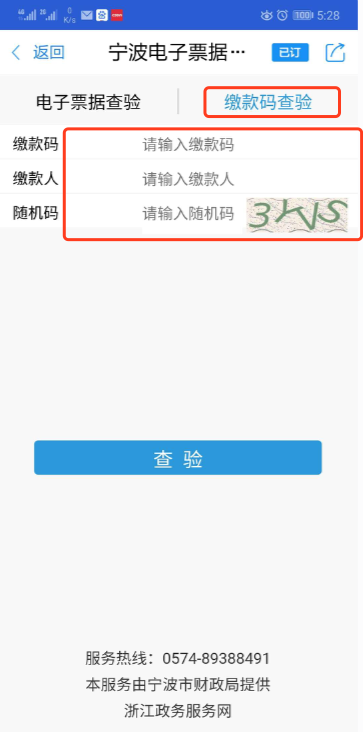 5:28
返回 宁波电子票据··· 已订
电子票据查验 缴款码查验
缴款码 请输入缴款码
缴款人 请输入缴款人
随机码 请输入随机码
查 验
服务热线：0574-89388491
本服务由宁波市财政局提供
浙江政务服务网